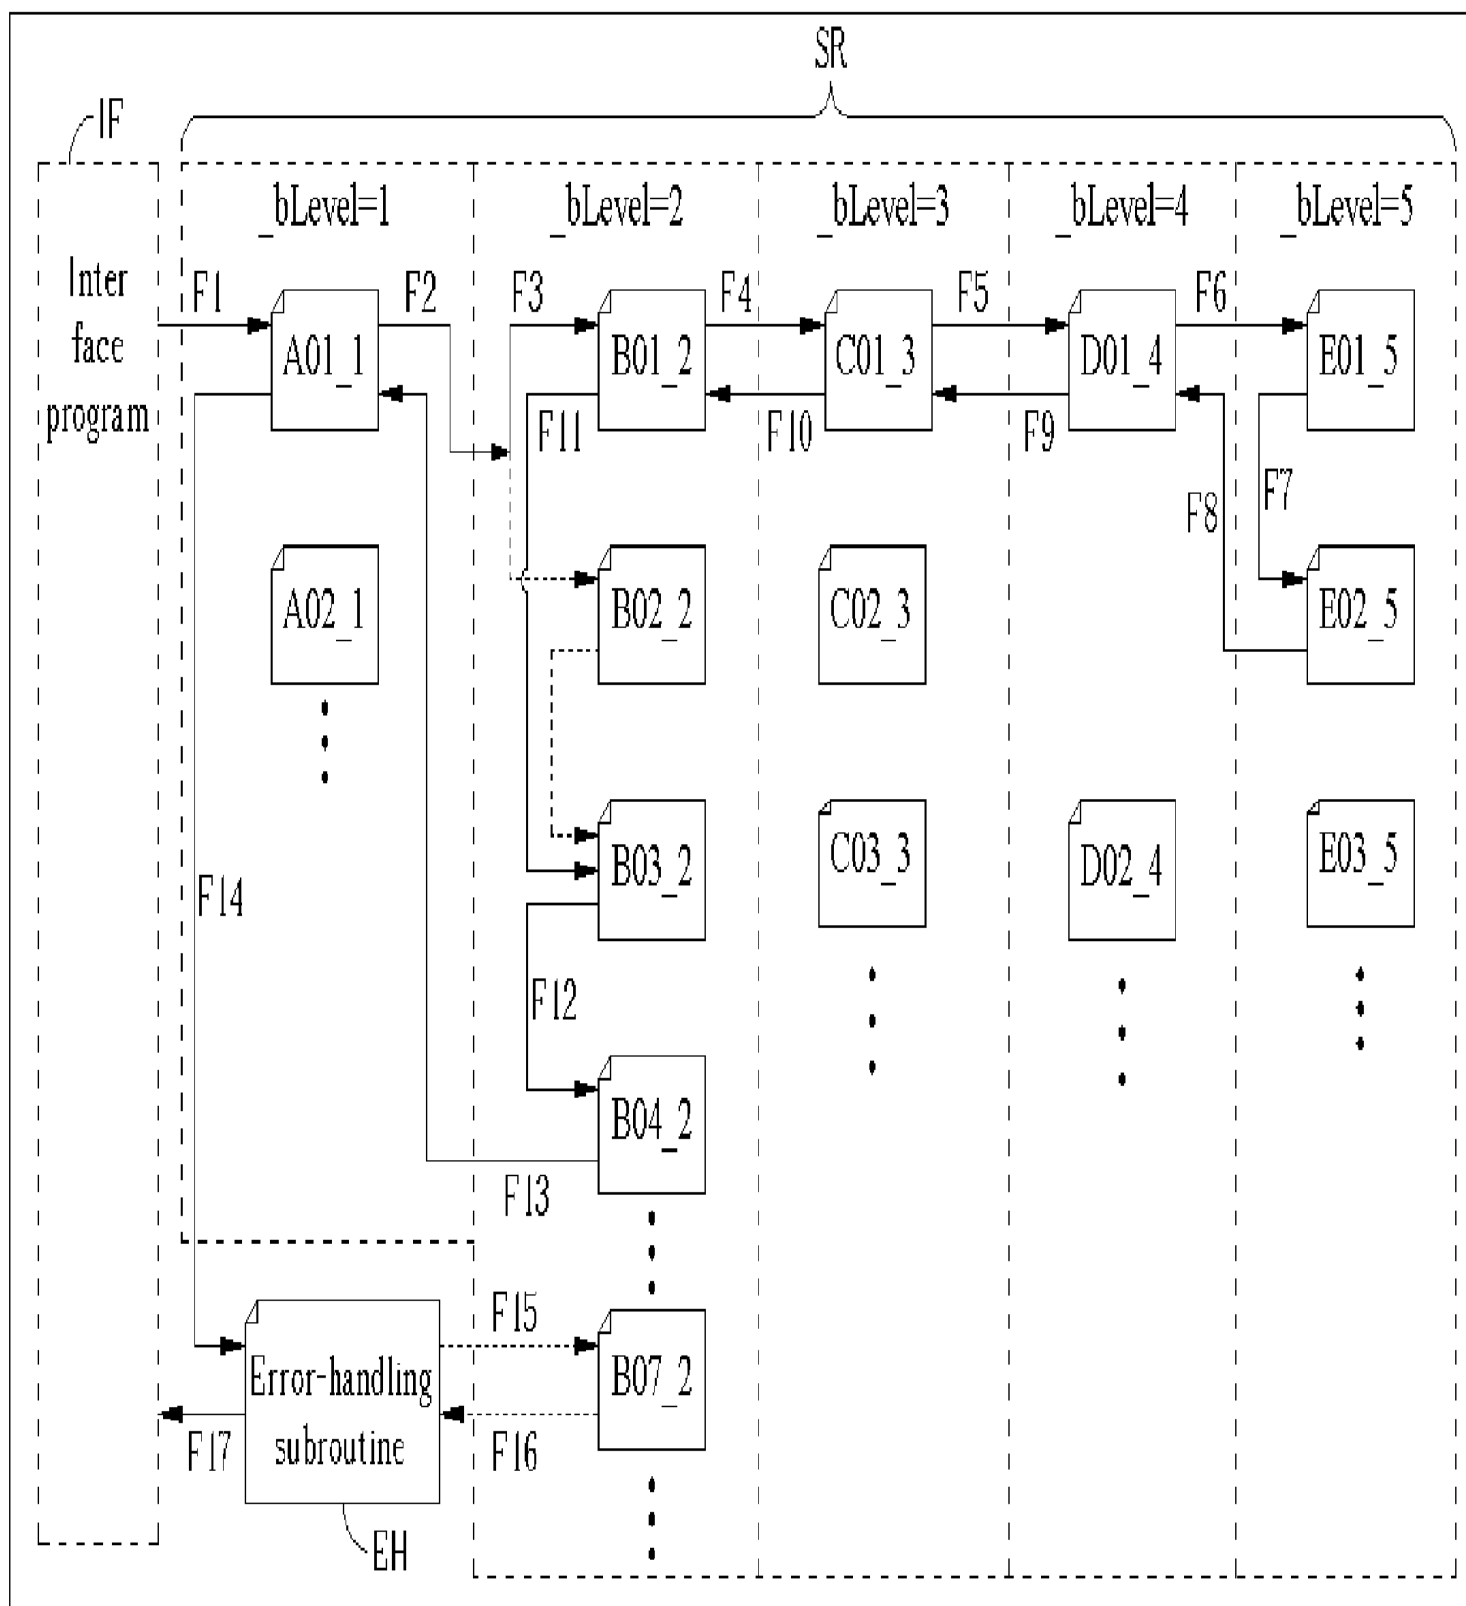 SR
IF
_bLevel=1 _bLevel=2 _bLevel=3 _bLevel=4 _bLevel=5
Inter
face
program
F1 F2 F3 F4 F5 F6
A01_1 B01_2 C01_3 D01_4 E01_5
F11 F10 F9
F8 F7
A02_1 B02_2 C02_3 E02_5
B03_2 C03_3 D02_4 E03_5
F14
F12
B04_2
F13
F15
Error-handling
subroutine
B07_2
F17 F16
EH